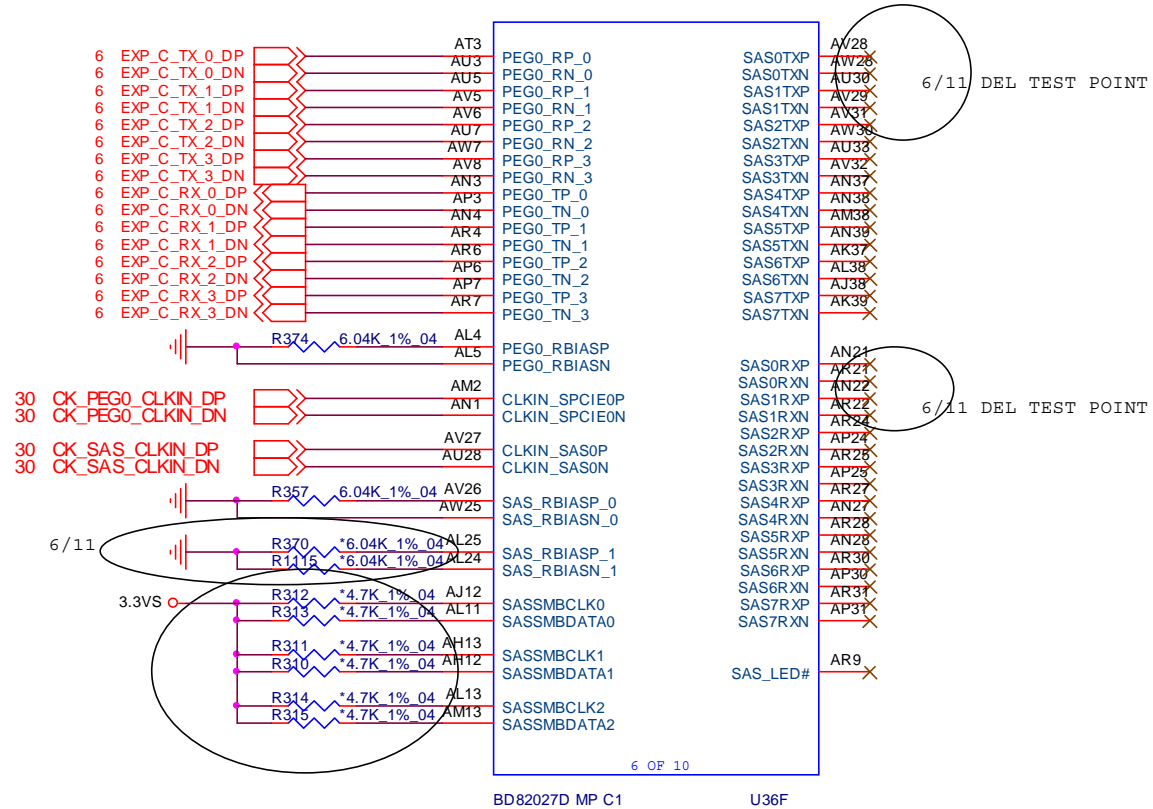 6 EXP_C_TX_0_DP AT3 PEG0_RP_0
6 EXP_C_TX_0_DN AU3 PEG0_RN_0
6 EXP_C_TX_1_DP AU5 PEG0_RP_1
6 EXP_C_TX_1_DN AV5 PEG0_RN_1
6 EXP_C_TX_2_DP AV6 PEG0_RP_2
6 EXP_C_TX_2_DN AU7 PEG0_RN_2
6 EXP_C_TX_3_DP AW7 PEG0_RP_3
6 EXP_C_TX_3_DN AV8 PEG0_RN_3
6 EXP_C_RX_0_DP AN3 PEG0_TP_0
6 EXP_C_RX_0_DN AP3 PEG0_TN_0
6 EXP_C_RX_1_DP AN4 PEG0_TP_1
6 EXP_C_RX_1_DN AR4 PEG0_TN_1
6 EXP_C_RX_2_DP AR6 PEG0_TP_2
6 EXP_C_RX_2_DN AP6 PEG0_TN_2
6 EXP_C_RX_3_DP AP7 PEG0_TP_3
6 EXP_C_RX_3_DN AR7 PEG0_TN_3
R374 6.04K_1%_04 AL4 PEG0_RBIASP
AL5 PEG0_RBIASN
30 CK_PEG0_CLKIN_DP AM2 CLKIN_SPCIE0P
30 CK_PEG0_CLKIN_DN AN1 CLKIN_SPCIE0N
30 CK_SAS_CLKIN_DP AV27 CLKIN_SAS0P
30 CK_SAS_CLKIN_DN AU28 CLKIN_SAS0N
R357 6.04K_1%_04 AV26 SAS_RBIASP_0
AW25 SAS_RBIASN_0
6/11
R370 *6.04K_1%_04 AL25 SAS_RBIASP_1
R1115 *6.04K_1%_04 AL24 SAS_RBIASN_1
3.3VS R312 *4.7K_1%_04 AJ12 SASSMBCLK0
R313 *4.7K_1%_04 AL11 SASSMBDATA0
R311 *4.7K_1%_04 AH13 SASSMBCLK1
R310 *4.7K_1%_04 AH12 SASSMBDATA1
R314 *4.7K_1%_04 AL13 SASSMBCLK2
R315 *4.7K_1%_04 AM13 SASSMBDATA2
SAS0TXP AV28
SAS0TXN AW28
SAS1TXP AU30
SAS1TXN AV29
SAS2TXP AV31
SAS2TXN AW30
SAS3TXP AU33
SAS3TXN AV32
SAS4TXP AN37
SAS4TXN AN38
SAS5TXP AM38
SAS5TXN AN39
SAS6TXP AK37
SAS6TXN AL38
SAS7TXP AJ38
SAS7TXN AK39
6/11 DEL TEST POINT
SAS0RXP AN21
SAS0RXN AR21
SAS1RXP AN22
SAS1RXN AR22
SAS2RXP AR24
SAS2RXN AP24
SAS3RXP AR25
SAS3RXN AP25
SAS4RXP AR27
SAS4RXN AN27
SAS5RXP AR28
SAS5RXN AN28
SAS6RXP AR30
SAS6RXN AP30
SAS7RXP AR31
SAS7RXN AP31
6/11 DEL TEST POINT
SAS_LED# AR9
6 OF 10
BD82027D MP C1 U36F